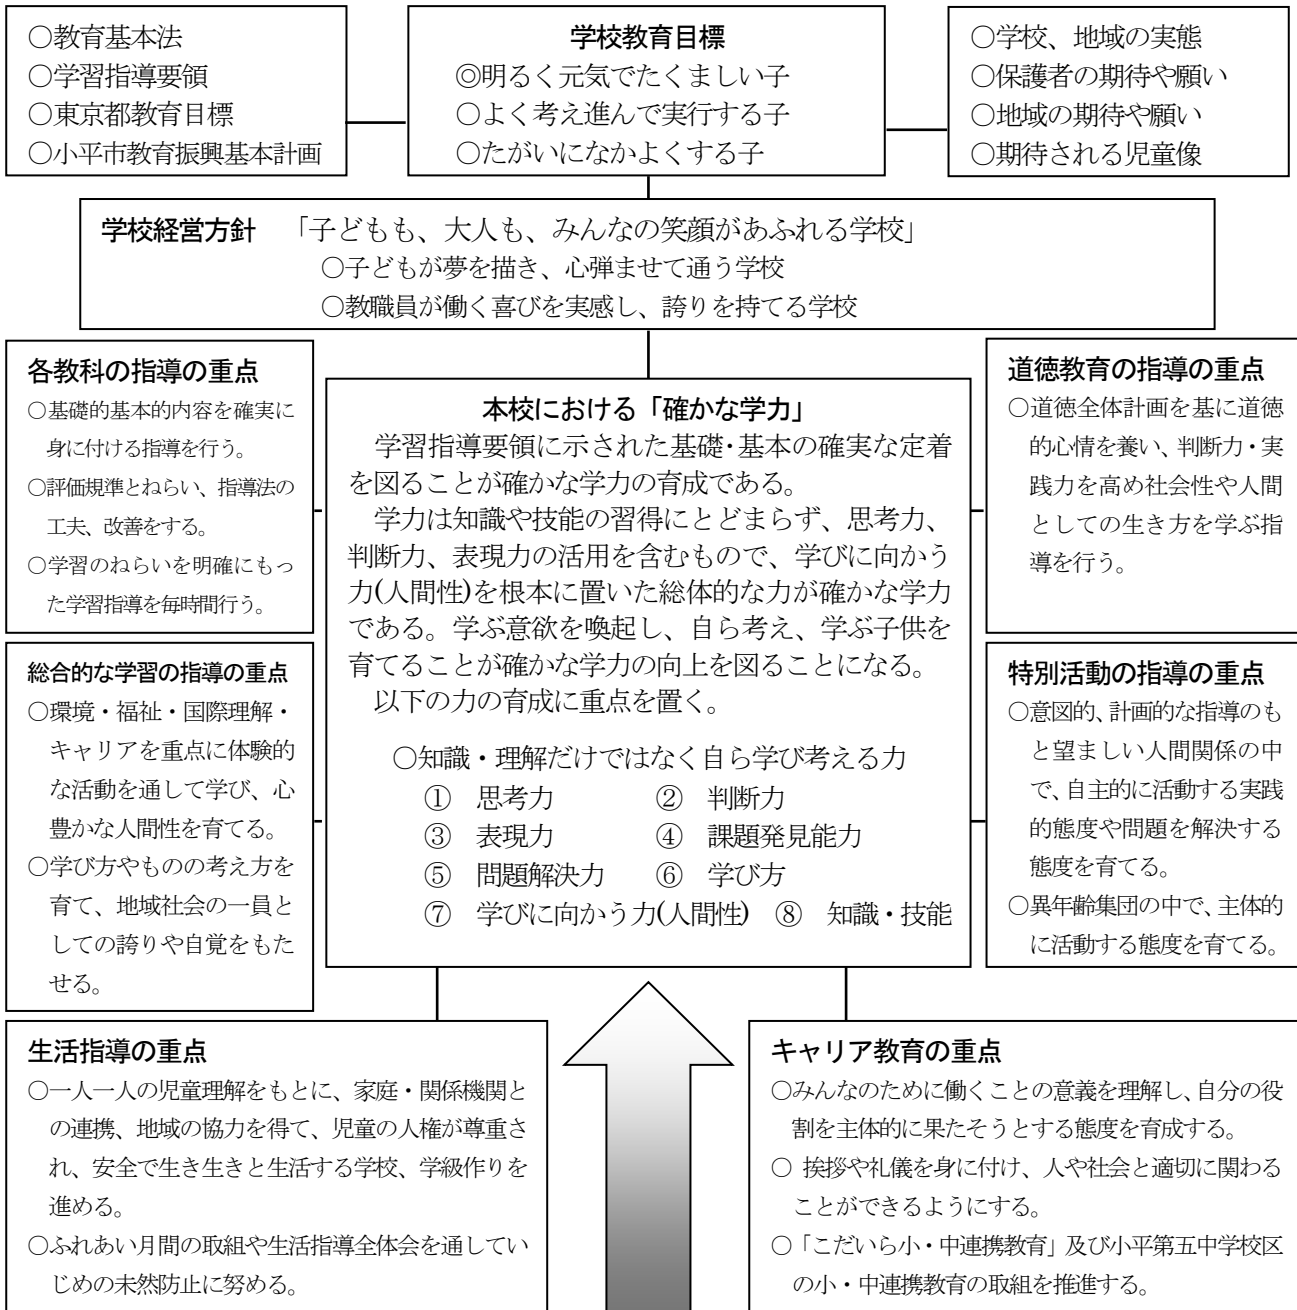 ○教育基本法
○学習指導要領
○東京都教育目標
○小平市教育振興基本計画
学校教育目標
◎明るく元気でたくましい子
○よく考え進んで実行する子
○たがいになかよくする子
○学校、地域の実態
○保護者の期待や願い
○地域の期待や願い
○期待される児童像
学校経営方針 「子どもも、大人も、みんなの笑顔があふれる学校」
○子どもが夢を描き、心弾ませて通う学校
○教職員が働く喜びを実感し、誇りを持てる学校
各教科の指導の重点
○基礎的基本的内容を確実に
身に付ける指導を行う。
○評価規準とねらい、指導法の
工夫、改善をする。
○学習のねらいを明確にもっ
た学習指導を毎時間行う。
総合的な学習の指導の重点
○環境・福祉・国際理解・
キャリアを重点に体験的
な活動を通して学び、心
豊かな人間性を育てる。
○学び方やものの考え方を
育て、地域社会の一員と
しての誇りや自覚をもた
せる。
本校における「確かな学力」
学習指導要領に示された基礎・基本の確実な定着
を図ることが確かな学力の育成である。
学力は知識や技能の習得にとどまらず、思考力、
判断力、表現力の活用を含むもので、学びに向かう
力(人間性)を根本に置いた総体的な力が確かな学力
である。学ぶ意欲を喚起し、自ら考え、学ぶ子供を
育てることが確かな学力の向上を図ることになる。
以下の力の育成に重点を置く。
○知識・理解だけではなく自ら学び考える力
① 思考力 ② 判断力
③ 表現力 ④ 課題発見能力
⑤ 問題解決力 ⑥ 学び方
⑦ 学びに向かう力(人間性) ⑧ 知識・技能
道徳教育の指導の重点
○道徳全体計画を基に道徳
的心情を養い、判断力・実
践力を高め社会性や人間
としての生き方を学ぶ指
導を行う。
特別活動の指導の重点
○意図的、計画的な指導のも
と望ましい人間関係の中
で、自主的に活動する実践
的態度や問題を解決する
態度を育てる。
○異年齢集団の中で、主体的
に活動する態度を育てる。
生活指導の重点
○一人一人の児童理解をもとに、家庭・関係機関と
の連携、地域の協力を得て、児童の人権が尊重さ
れ、安全で生き生きと生活する学校、学級作りを
進める。
○ふれあい月間の取組や生活指導全体会を通してい
じめの未然防止に努める。
キャリア教育の重点
○みんなのために働くことの意義を理解し、自分の役
割を主体的に果たそうとする態度を育成する。
○ 挨拶や礼儀を身に付け、人や社会と適切に関わる
ことができるようにする。
○「こだいら小・中連携教育」及び小平第五中学校区
の小・中連携教育の取組を推進する。